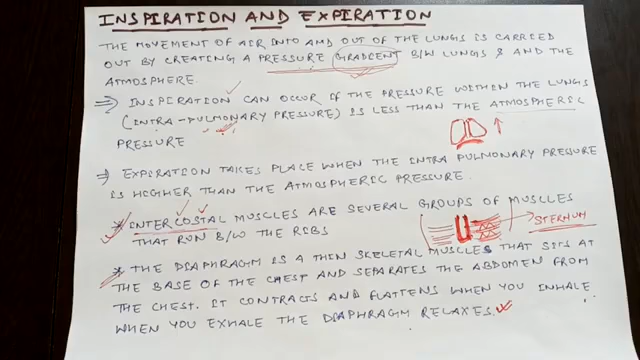 INSPIRATION AND EXPIRATION
THE MOVEMENT OF AIR INTO AND OUT OF THE LUNGS IS CARRIED
OUT BY CREATING A PRESSURE GRADIENT B/W LUNGS & AND THE
ATMOSPHERE.
⇒ INSPIRATION CAN OCCUR IF THE PRESSURE WITHIN THE LUNGS
(INTRA-PULMONARY PRESSURE) IS LESS THAN THE ATMOSPHERIC
PRESSURE
⇒ EXPIRATION TAKES PLACE WHEN THE INTRA PULMONARY PRESSURE
IS HIGHER THAN THE ATMOSPHERIC PRESSURE.
* INTER COSTAL MUSCLES ARE SEVERAL GROUPS OF MUSCLES
THAT RUN B/W THE RIBS
STERNUM
* THE DIAPHRAGM IS A THIN SKELETAL MUSCLES THAT SITS AT
THE BASE OF THE CHEST AND SEPARATES THE ABDOMEN FROM
THE CHEST. IT CONTRACTS AND FLATTENS WHEN YOU INHALE
WHEN YOU EXHALE THE DIAPHRAGM RELAXES.